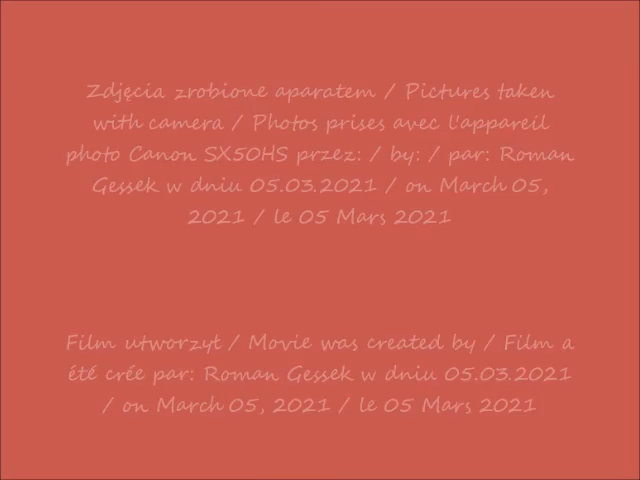 Zdjęcia zrobione aparatem / Pictures taken
with camera / Photos prises avec l'appareil
photo Canon SX50HS przez: / by: / par: Roman
Gessek w dniu 05.03.2021 / on March 05,
2021 / le 05 Mars 2021
Film utworzył / Movie was created by / Film a
été crée par: Roman Gessek w dniu 05.03.2021
/ on March 05, 2021 / le 05 Mars 2021